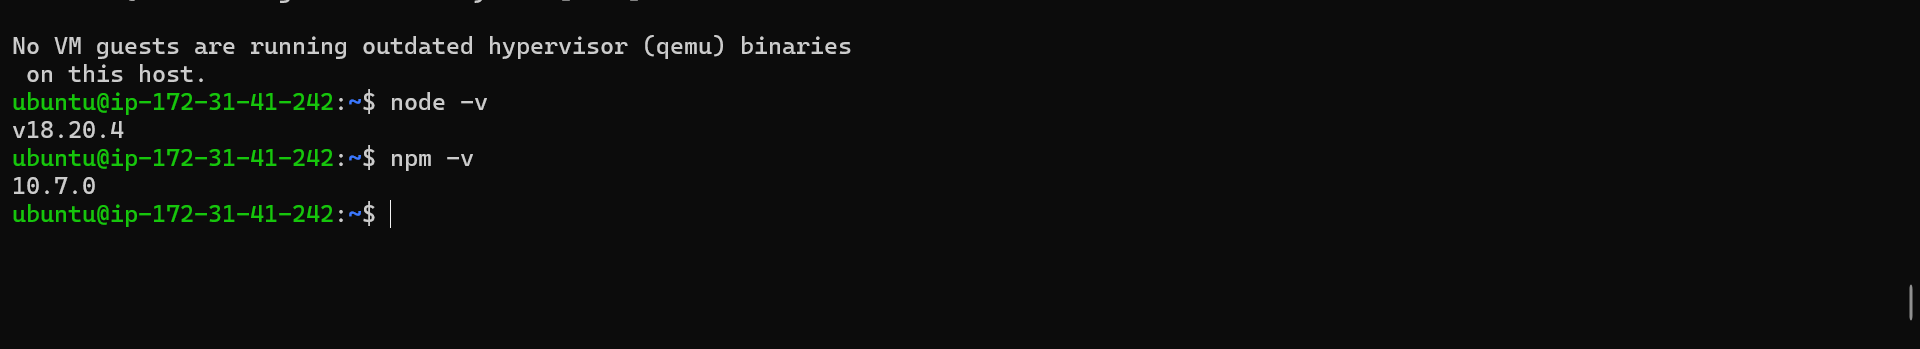 No VM guests are running outdated hypervisor (qemu) binaries
on this host.
ubuntu@ip-172-31-41-242:~$ node -v
v18.20.4
ubuntu@ip-172-31-41-242:~$ npm -v
10.7.0
ubuntu@ip-172-31-41-242:~$